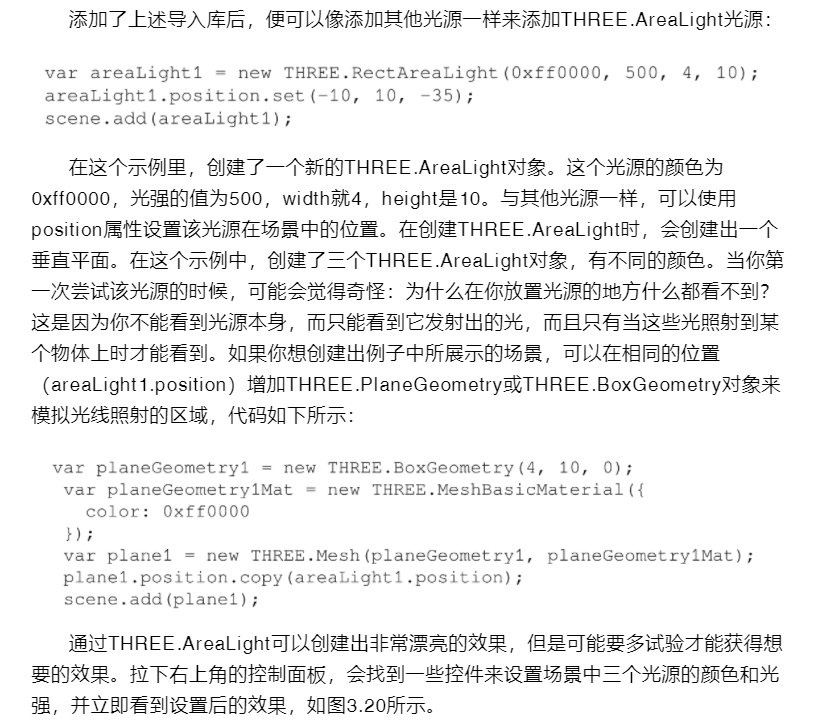 添加了上述导入库后，便可以像添加其他光源一样来添加THREE.AreaLight光源：
var areaLight1 = new THREE.RectAreaLight(0xff0000, 500, 4, 10);
areaLight1.position.set(-10, 10, -35);
scene.add(areaLight1);
在这个示例里，创建了一个新的THREE.AreaLight对象。这个光源的颜色为
0xff0000，光强的值为500，width就4，height是10。与其他光源一样，可以使用
position属性设置该光源在场景中的位置。在创建THREE.AreaLight时，会创建出一个
垂直平面。在这个示例中，创建了三个THREE.AreaLight对象，有不同的颜色。当你第
一次尝试该光源的时候，可能会觉得奇怪：为什么在你放置光源的地方什么都看不到？
这是因为你不能看到光源本身，而只能看到它发射出的光，而且只有当这些光照射到某
个物体上时才能看到。如果你想创建出例子中所展示的场景，可以在相同的位置
（areaLight1.position）增加THREE.PlaneGeometry或THREE.BoxGeometry对象来
模拟光线照射的区域，代码如下所示：
var planeGeometry1 = new THREE.BoxGeometry(4, 10, 0);
var planeGeometry1Mat = new THREE.MeshBasicMaterial({
color: 0xff0000
});
var plane1 = new THREE.Mesh(planeGeometry1, planeGeometry1Mat);
plane1.position.copy(areaLight1.position);
scene.add(plane1);
通过THREE.AreaLight可以创建出非常漂亮的效果，但是可能要多试验才能获得想
要的效果。拉下右上角的控制面板，会找到一些控件来设置场景中三个光源的颜色和光
强，并立即看到设置后的效果，如图3.20所示。